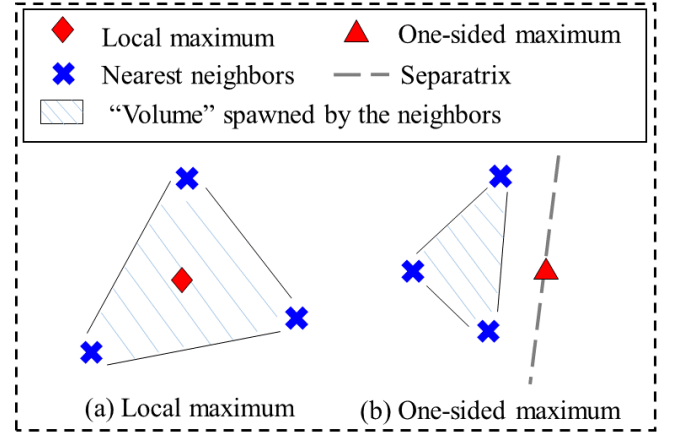 Local maximum
One-sided maximum
Nearest neighbors
Separatrix
“Volume” spawned by the neighbors
(a) Local maximum
(b) One-sided maximum